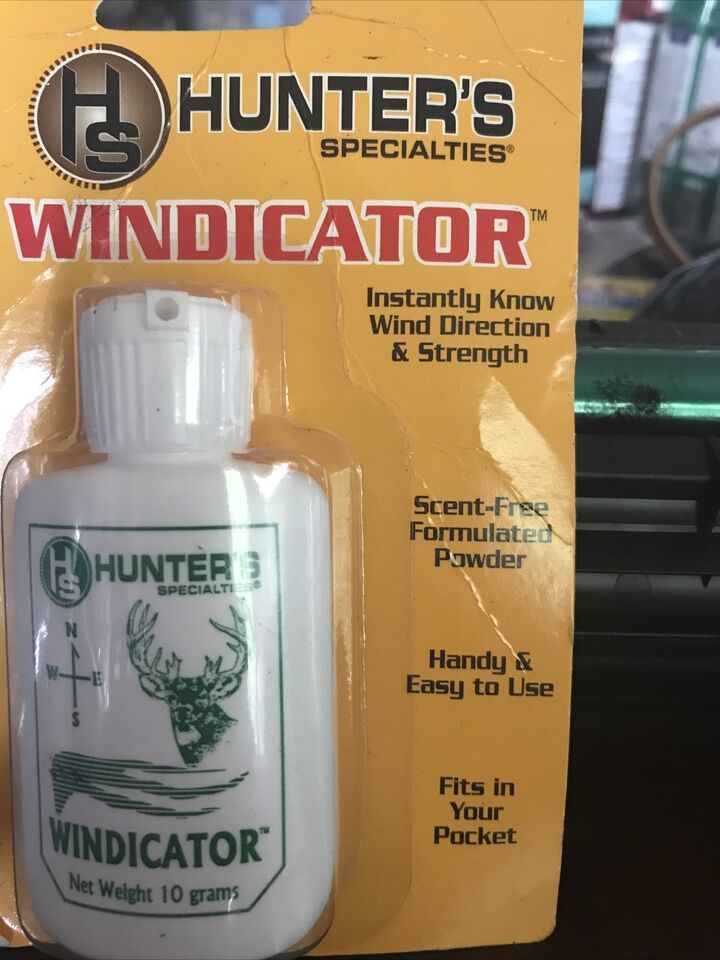 HS HUNTER'S
SPECIALTIES®
WINDICATOR™
Instantly Know
Wind Direction
& Strength
Scent-Free
Formulated
Powder
Handy &
Easy to Use
Fits in
Your
Pocket
HS HUNTER'S
SPECIALTIES®
N
W E
S
WINDICATOR™
Net Weight 10 grams